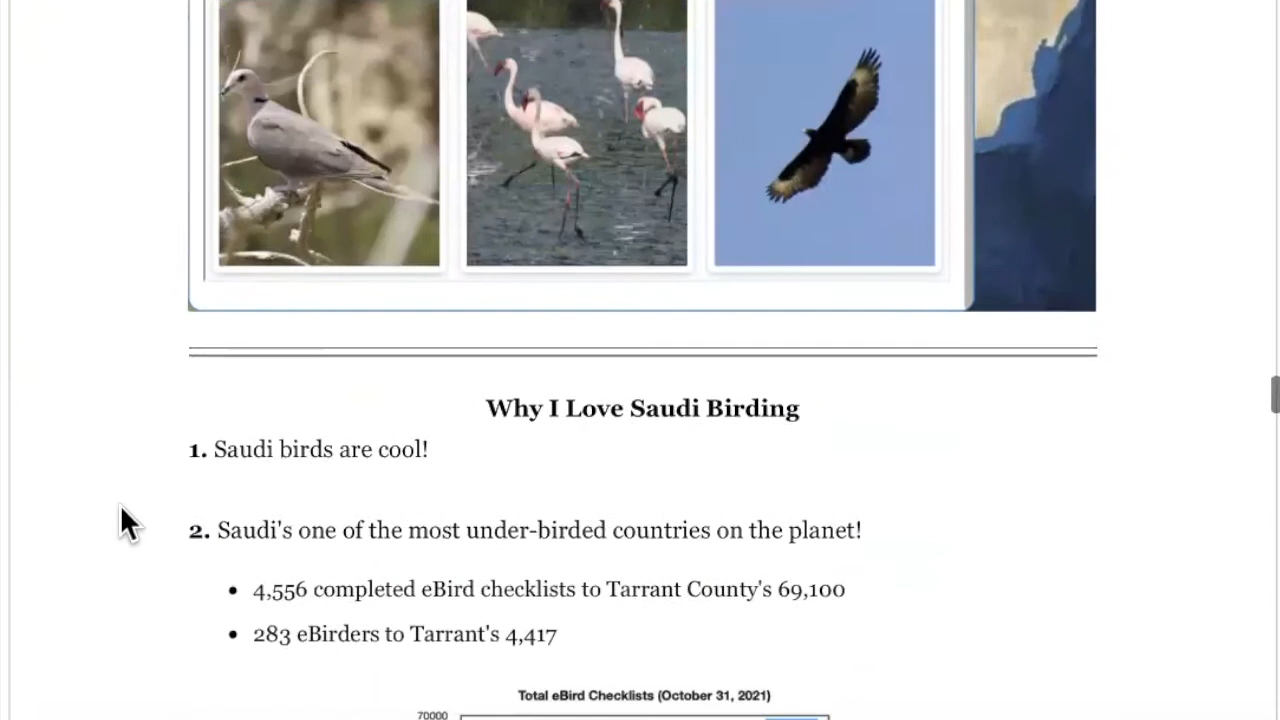 Why I Love Saudi Birding
1. Saudi birds are cool!
2. Saudi's one of the most under-birded countries on the planet!
• 4,556 completed eBird checklists to Tarrant County's 69,100
• 283 eBirders to Tarrant's 4,417
Total eBird Checklists (October 31, 2021)
70000